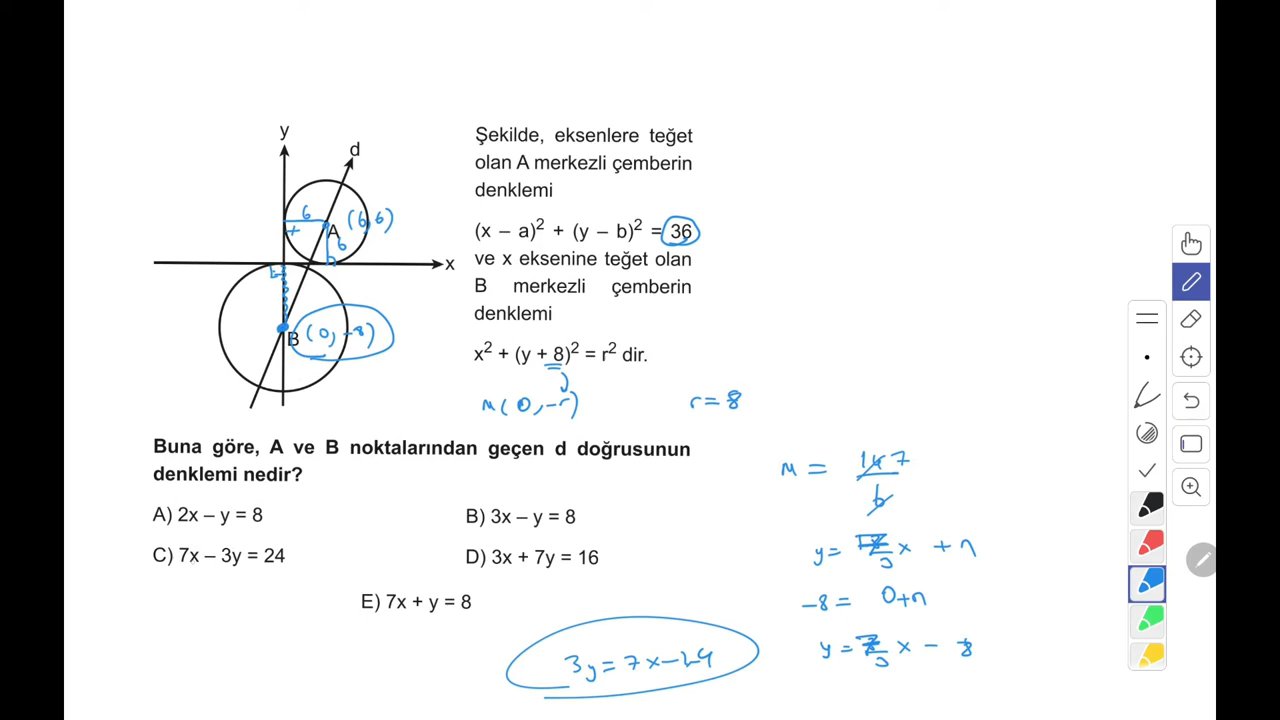 y
d
6
A (6,6)
6
x
B (0, -8)
Şekilde, eksenlere teğet
olan A merkezli çemberin
denklemi
(x – a)² + (y – b)² = 36
ve x eksenine teğet olan
B merkezli çemberin
denklemi
x² + (y + 8)² = r² dir.
M(0, -r)
r = 8
Buna göre, A ve B noktalarından geçen d doğrusunun
denklemi nedir?
A) 2x – y = 8
B) 3x – y = 8
C) 7x – 3y = 24
D) 3x + 7y = 16
E) 7x + y = 8
M = 14 7 / 6
y = 7/3 x + n
-8 = 0+n
y = 7/3 x - 8
3y = 7x - 24